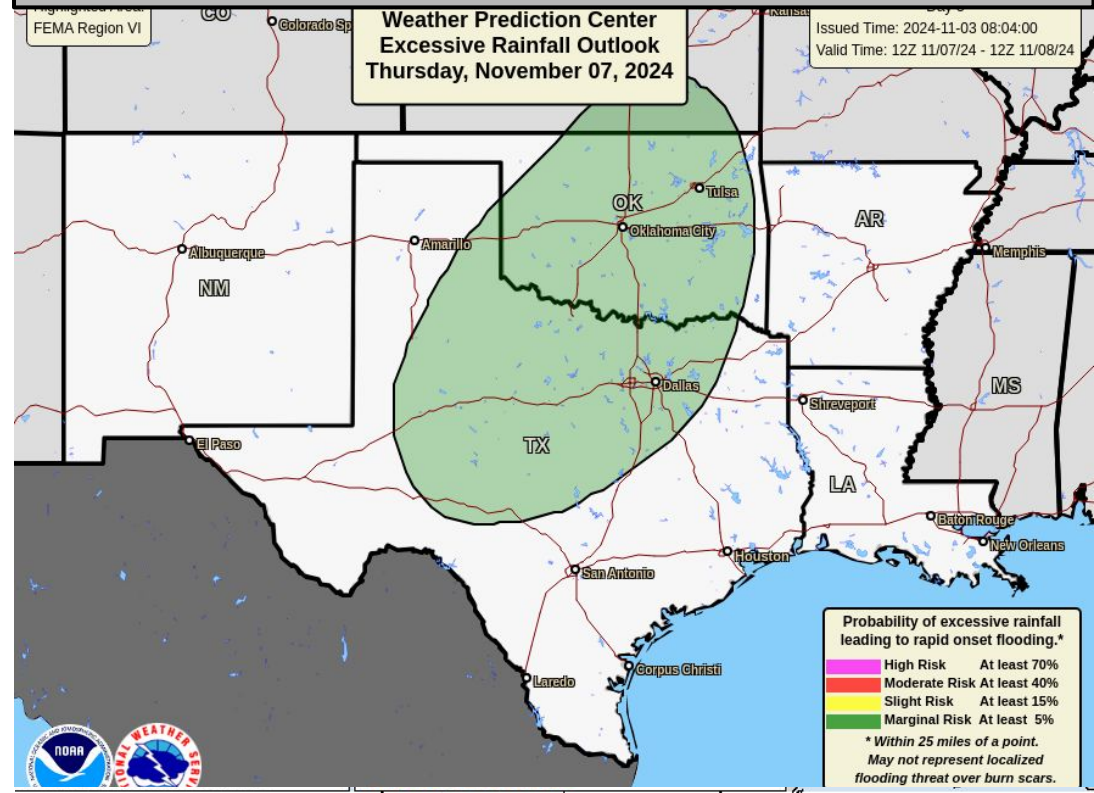 FEMA Region VI
Weather Prediction Center
Excessive Rainfall Outlook
Thursday, November 07, 2024
Issued Time: 2024-11-03 08:04:00
Valid Time: 12Z 11/07/24 - 12Z 11/08/24
CO
Colorado Sp
Kansas
Tulsa
OK
Oklahoma City
AR
Amarillo
Albuquerque
Memphis
NM
Dallas
MS
Shreveport
El Paso
TX
LA
Baton Rouge
New Orleans
Houston
San Antonio
Corpus Christi
Laredo
Probability of excessive rainfall
leading to rapid onset flooding.*
High Risk At least 70%
Moderate Risk At least 40%
Slight Risk At least 15%
Marginal Risk At least 5%
* Within 25 miles of a point.
May not represent localized
flooding threat over burn scars.
NOAA